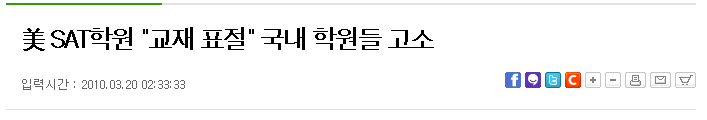 美 SAT학원 "교재 표절" 국내 학원들 고소
입력시간 : 2010.03.20 02:33:33